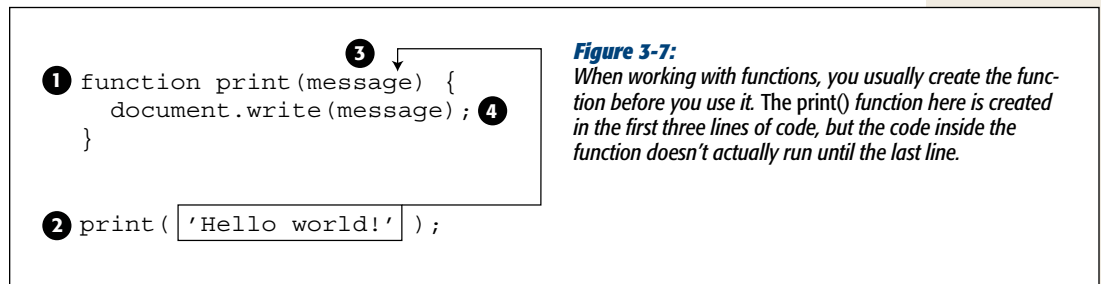 3
1 function print(message) {
document.write(message); 4
}
2 print( 'Hello world!' );
Figure 3-7:
When working with functions, you usually create the func-
tion before you use it. The print() function here is created
in the first three lines of code, but the code inside the
function doesn't actually run until the last line.